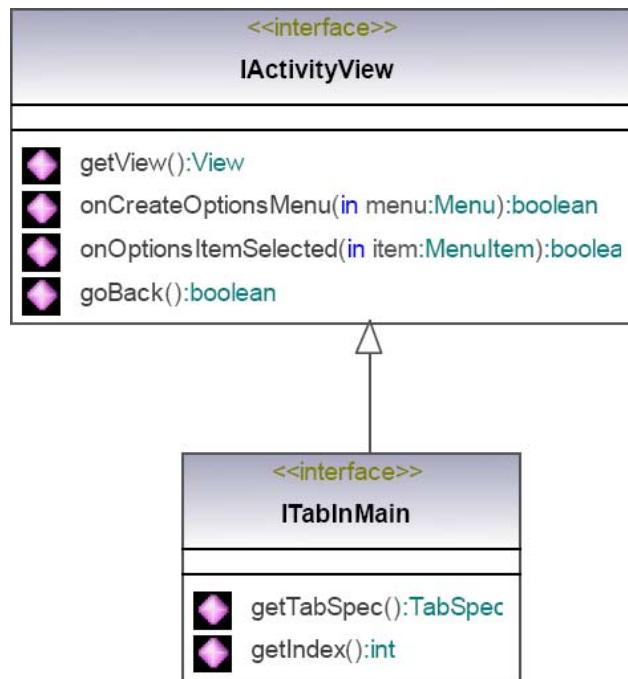 <<interface>>
IActivityView
getView():View
onCreateOptionsMenu(in menu:Menu):boolean
onOptionsItemSelected(in item:MenuItem):boolea
goBack():boolean
<<interface>>
ITabInMain
getTabSpec():TabSpec
getIndex():int